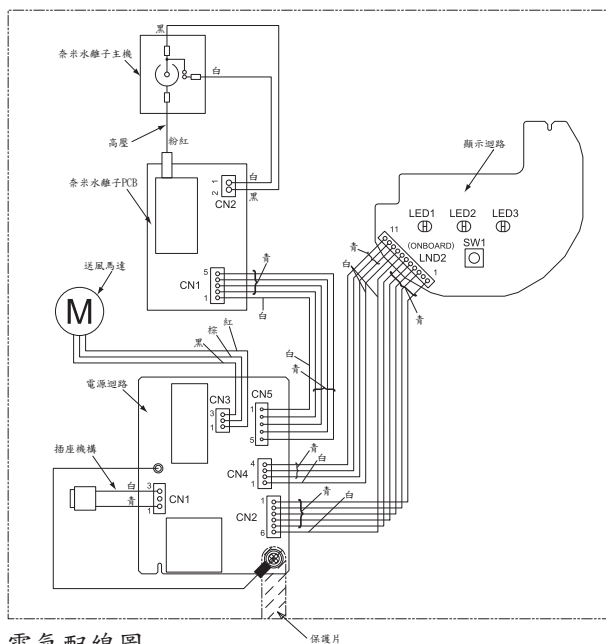 黑
奈米水離子主機
白
高壓
粉紅
顯示迴路
奈米水離子PCB
1
2
CN2
白
黑
LED1
LED2
LED3
11
(ONBOARD)
LND2
SW1
1
青
白
青
送風馬達
M
5
CN1
1
青
白
紅
棕
黑
白
青
電源迴路
CN3
3
1
CN5
1
5
插座機構
白
青
3
1
CN1
4
CN4
1
青
白
1
CN2
6
青
白
保護片
電氣配線圖